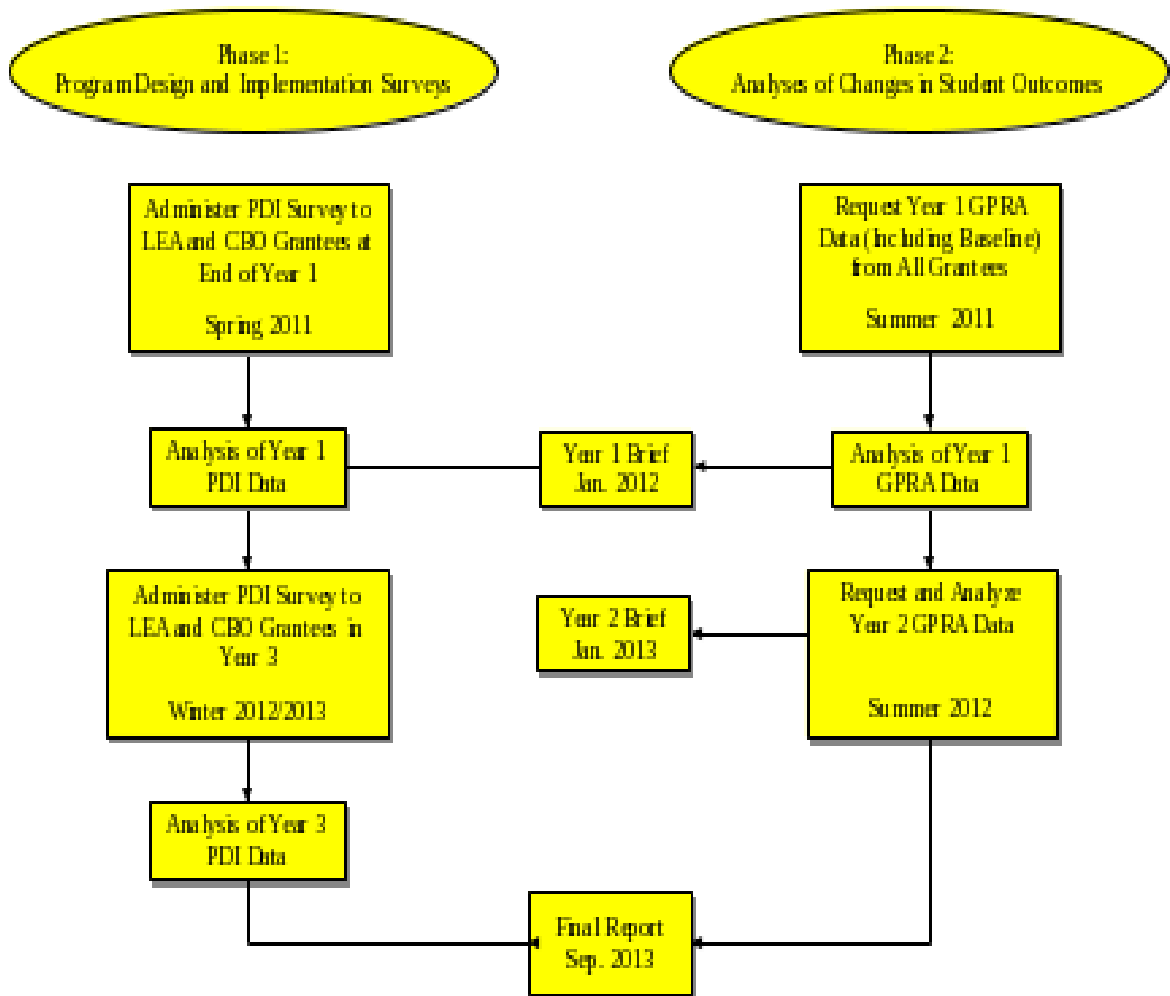 Phase 1:
Program Design and Implementation Surveys
Phase 2:
Analyses of Changes in Student Outcomes
Administer PDI Survey to
LEA and CBO Grantees at
End of Year 1
Spring 2011
Request Year 1 GPRA
Data (Including Baseline)
from All Grantees
Summer 2011
Analysis of Year 1
PDI Data
Year 1 Brief
Jan. 2012
Analysis of Year 1
GPRA Data
Administer PDI Survey to
LEA and CBO Grantees in
Year 3
Winter 2012/2013
Year 2 Brief
Jan. 2013
Request and Analyze
Year 2 GPRA Data
Summer 2012
Analysis of Year 3
PDI Data
Final Report
Sep. 2013